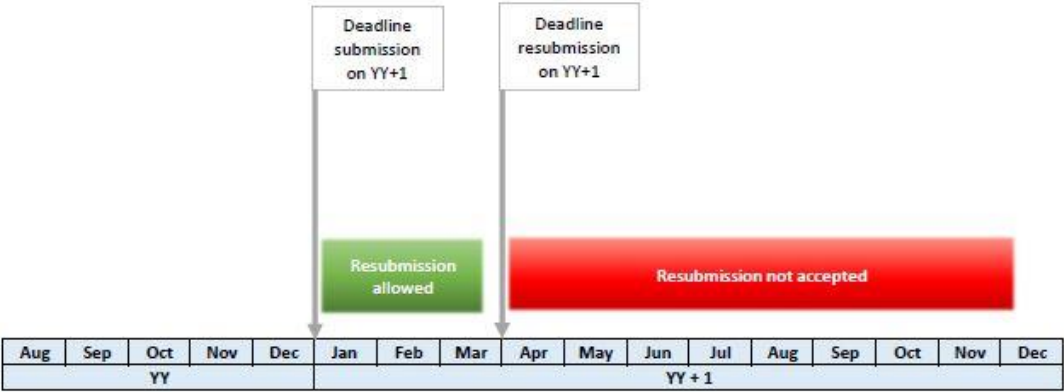 Deadline
submission
on YY+1
Deadline
resubmission
on YY+1
Resubmission
allowed
Resubmission not accepted
Aug Sep Oct Nov Dec Jan Feb Mar Apr May Jun Jul Aug Sep Oct Nov Dec
YY YY + 1